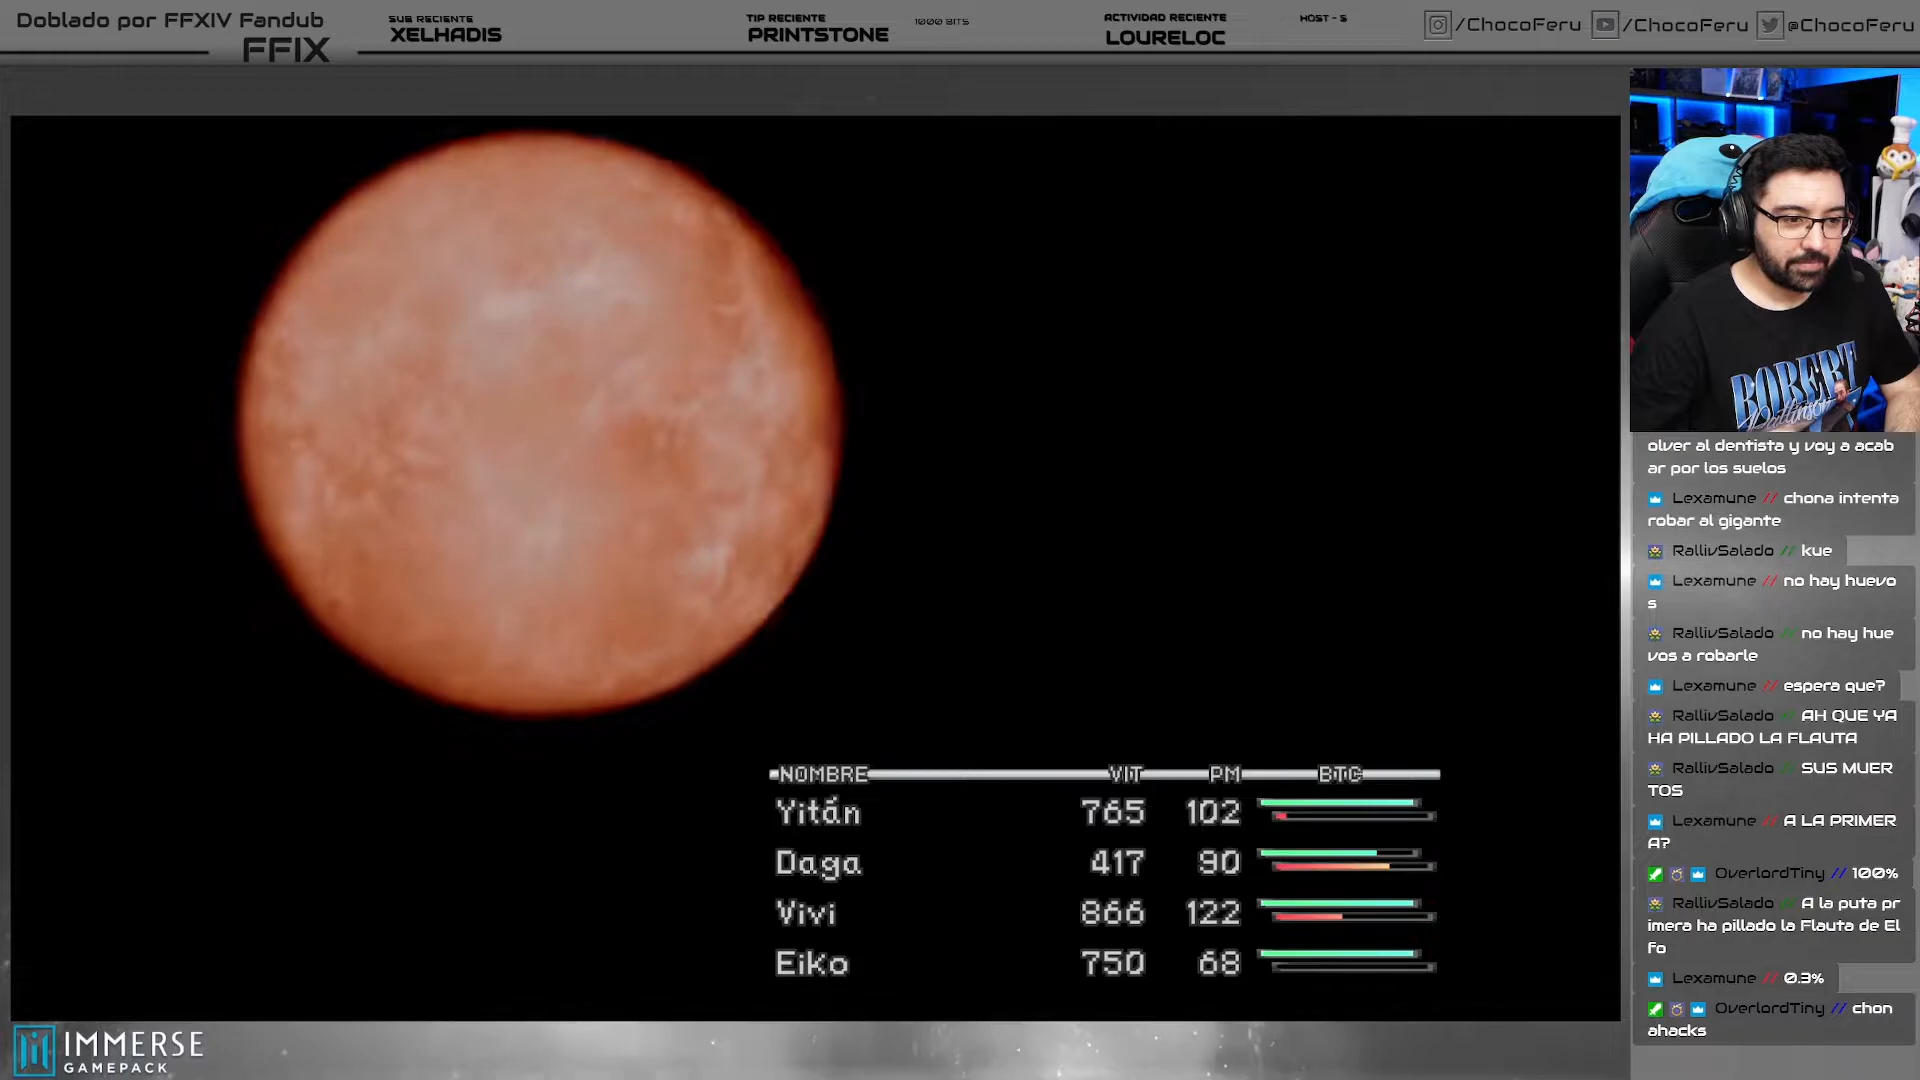 Doblado por FFXIV Fandub
FFIX
SUB RECIENTE
XELHADIS
TIP RECIENTE
PRINTSTONE
1000 BITS
ACTIVIDAD RECIENTE
LOURELOC
HOST - 5
/ChocoFeru
/ChocoFeru
@ChocoFeru
ROBERT
Pattinson
olver al dentista y voy a acab
ar por los suelos
Lexamune // chona intenta
robar al gigante
RallivSalado // kue
Lexamune // no hay huevo
s
RallivSalado // no hay hue
vos a robarle
Lexamune // espera que?
RallivSalado // AH QUE YA
HA PILLADO LA FLAUTA
RallivSalado // SUS MUER
TOS
Lexamune // A LA PRIMER
A?
OverlordTiny // 100%
RallivSalado // A la puta pr
imera ha pillado la Flauta de El
fo
Lexamune // 0.3%
OverlordTiny // chon
ahacks
NOMBRE VIT PM BTC
Yitán 765 102
Daga 417 90
Vivi 866 122
Eiko 750 68
IMMERSE
GAMEPACK